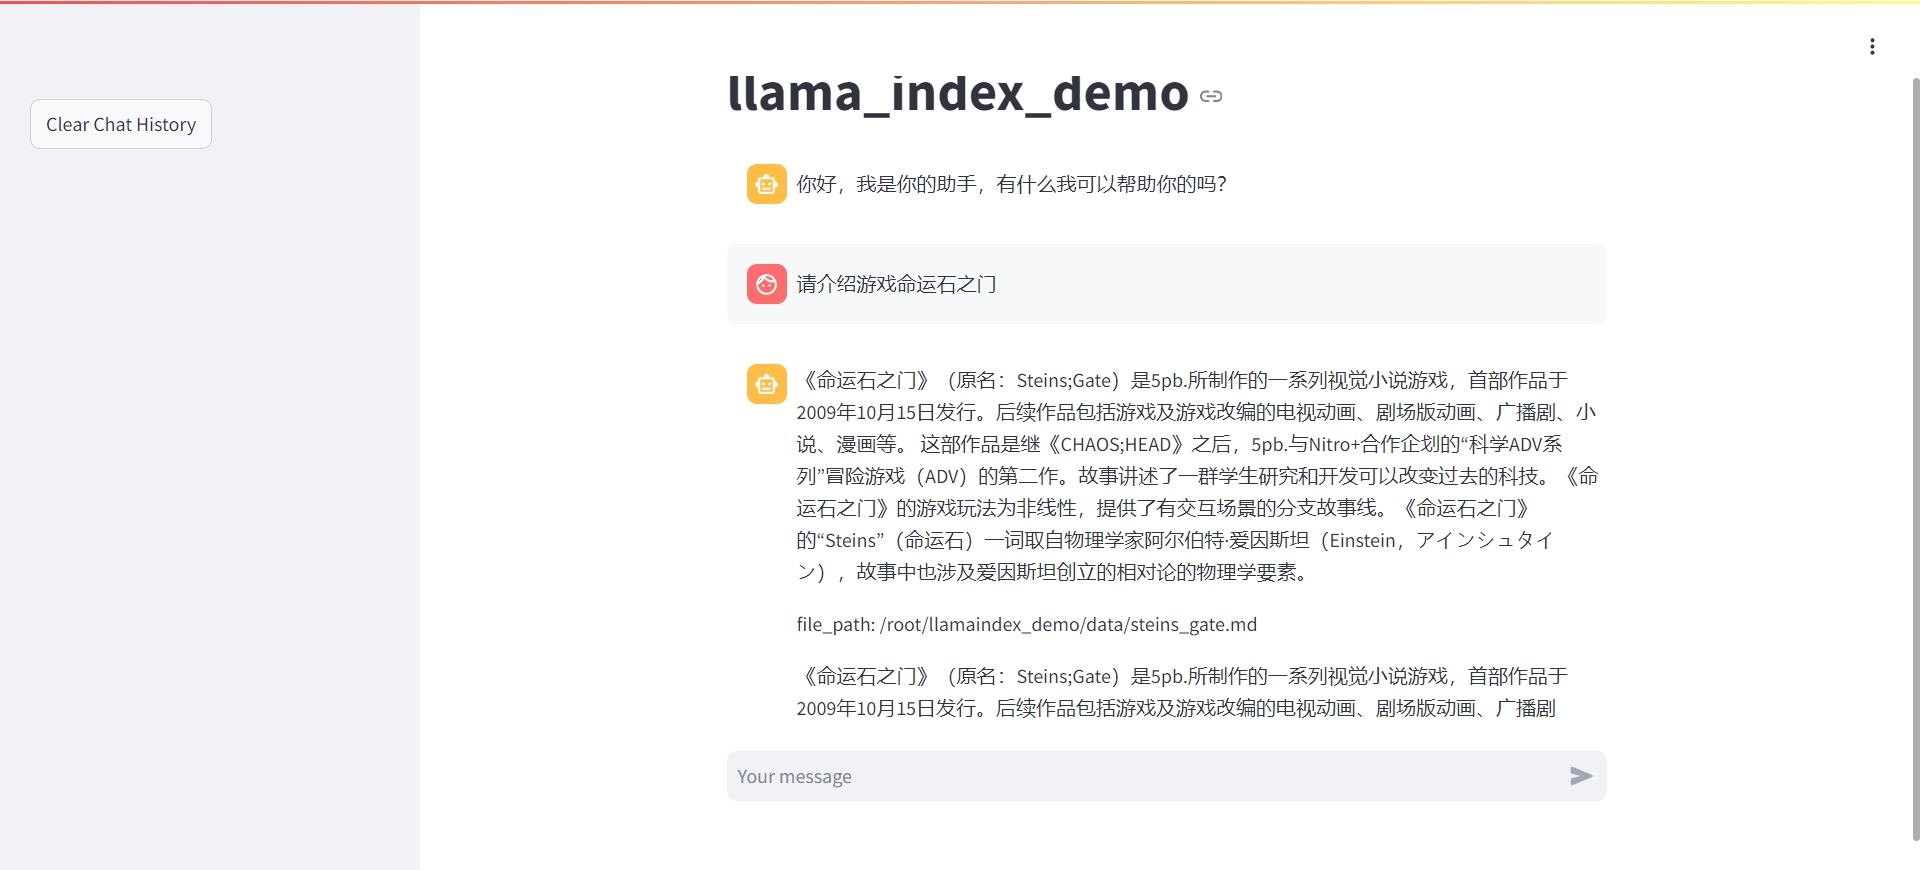 llama_index_demo
Clear Chat History
你好，我是你的助手，有什么我可以帮助你的吗？
请介绍游戏命运石之门
《命运石之门》（原名：Steins;Gate）是5pb.所制作的一系列视觉小说游戏，首部作品于
2009年10月15日发行。后续作品包括游戏及游戏改编的电视动画、剧场版动画、广播剧、小
说、漫画等。 这部作品是继《CHAOS;HEAD》之后，5pb.与Nitro+合作企划的“科学ADV系
列”冒险游戏（ADV）的第二作。故事讲述了一群学生研究和开发可以改变过去的科技。《命
运石之门》的游戏玩法为非线性，提供了有交互场景的分支故事线。《命运石之门》
的“Steins”（命运石）一词取自物理学家阿尔伯特·爱因斯坦（Einstein，アインシュタイ
ン），故事中也涉及爱因斯坦创立的相对论的物理学要素。
file_path: /root/llamaindex_demo/data/steins_gate.md
《命运石之门》（原名：Steins;Gate）是5pb.所制作的一系列视觉小说游戏，首部作品于
2009年10月15日发行。后续作品包括游戏及游戏改编的电视动画、剧场版动画、广播剧
Your message